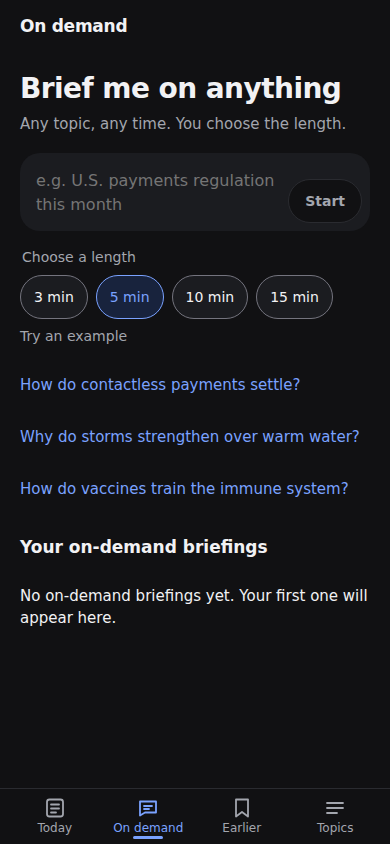 On demand
Brief me on anything
Any topic, any time. You choose the length.
e.g. U.S. payments regulation
this month
Start
Choose a length
3 min
5 min
10 min
15 min
Try an example
How do contactless payments settle?
Why do storms strengthen over warm water?
How do vaccines train the immune system?
Your on-demand briefings
No on-demand briefings yet. Your first one will
appear here.
Today
On demand
Earlier
Topics